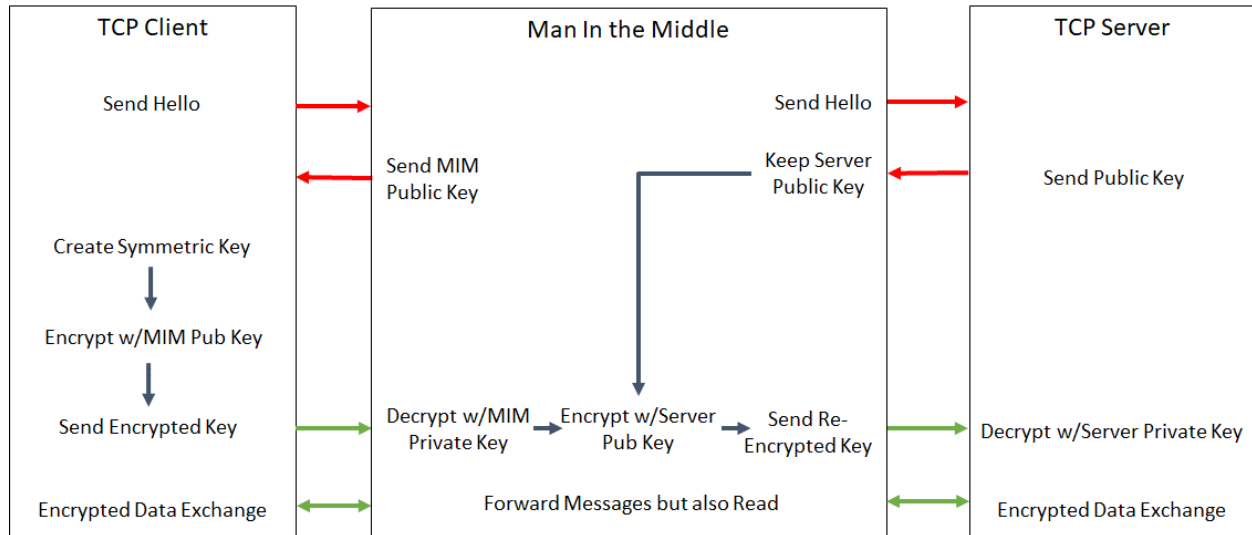 TCP Client
Man In the Middle
TCP Server
Send Hello
Send Hello
Send MIM
Public Key
Keep Server
Public Key
Send Public Key
Create Symmetric Key
Encrypt w/MIM Pub Key
Send Encrypted Key
Decrypt w/MIM
Private Key
Encrypt w/Server
Pub Key
Send Re-
Encrypted Key
Decrypt w/Server Private Key
Encrypted Data Exchange
Forward Messages but also Read
Encrypted Data Exchange